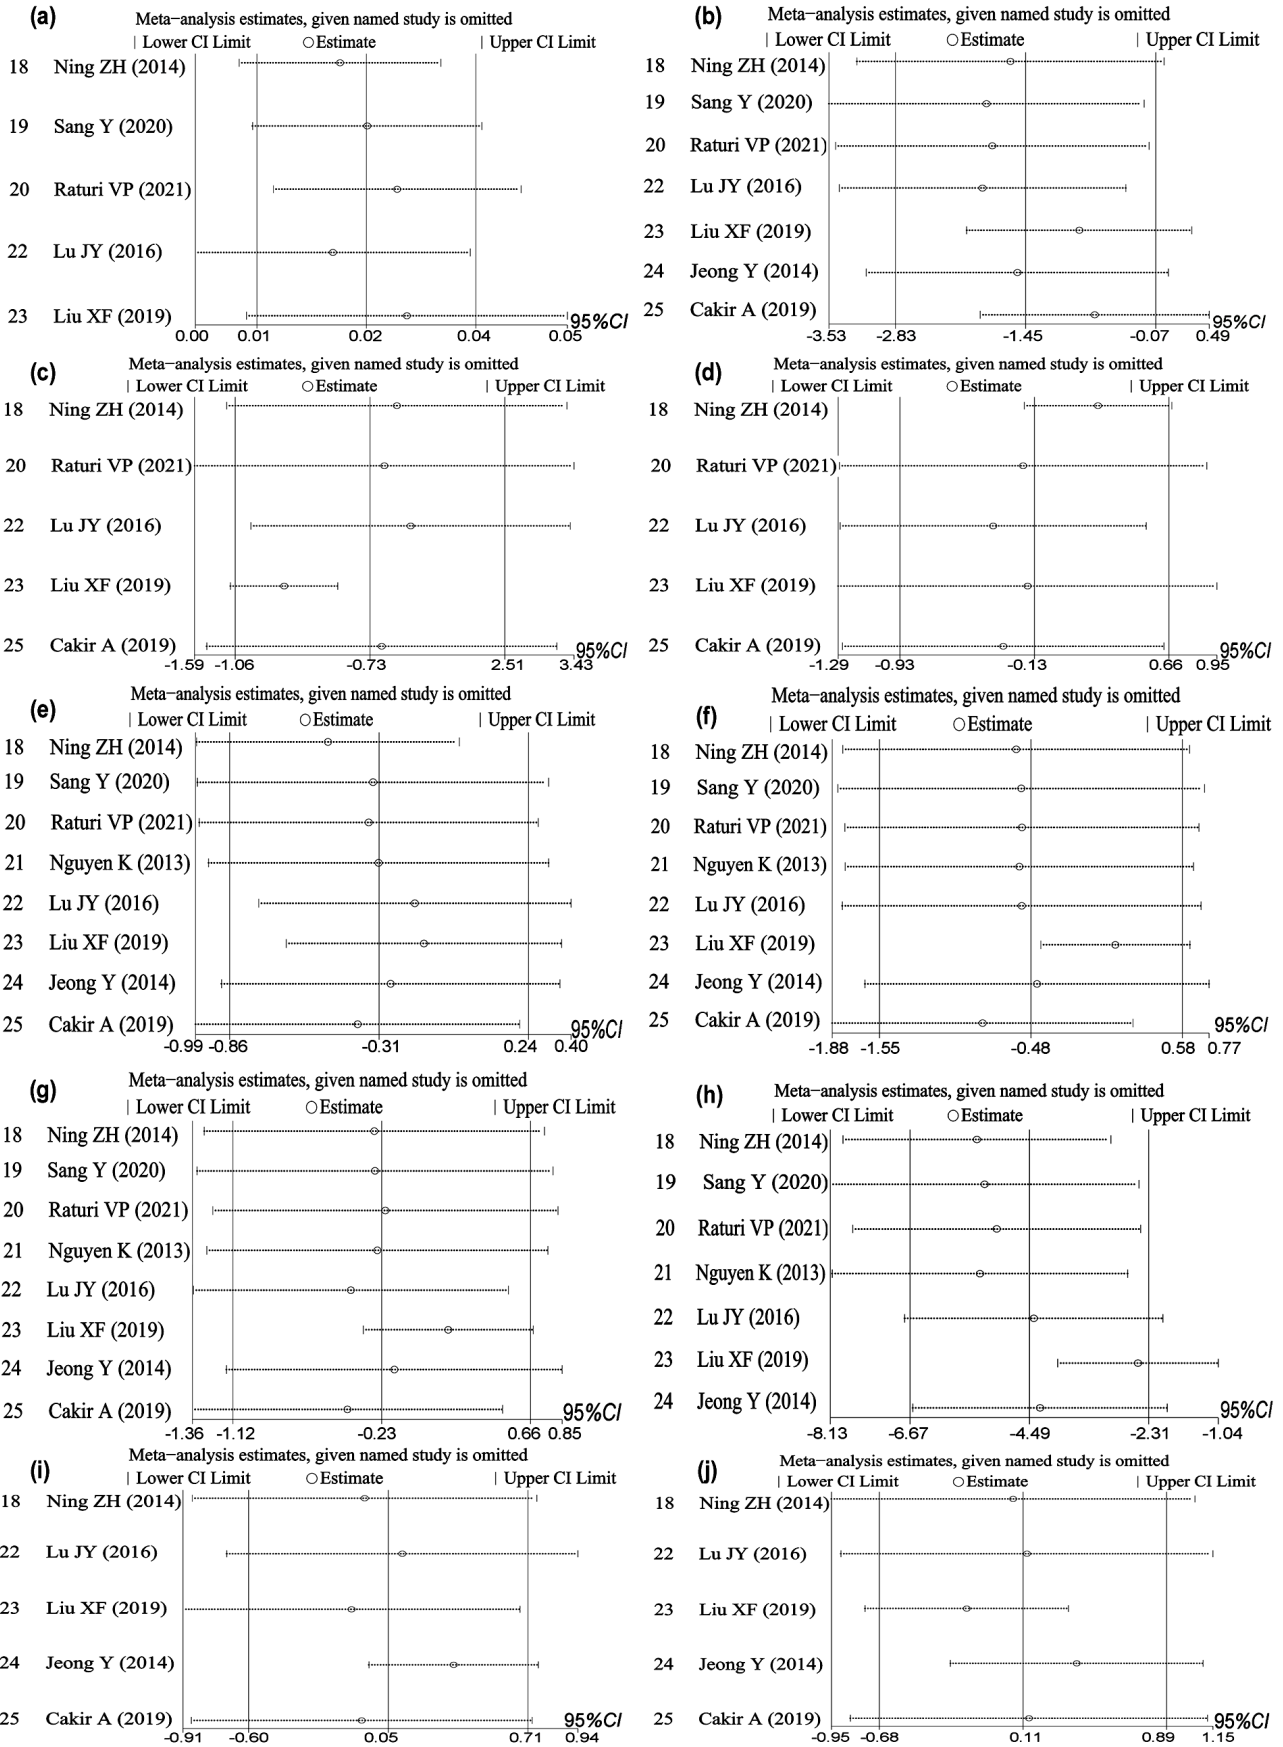 (a)
Meta−analysis estimates, given named study is omitted
| Lower CI Limit ○ Estimate | Upper CI Limit
18 Ning ZH (2014)
19 Sang Y (2020)
20 Raturi VP (2021)
22 Lu JY (2016)
23 Liu XF (2019)
95%CI
0.00 0.01 0.02 0.04 0.05
(b)
Meta−analysis estimates, given named study is omitted
| Lower CI Limit ○ Estimate | Upper CI Limit
18 Ning ZH (2014)
19 Sang Y (2020)
20 Raturi VP (2021)
22 Lu JY (2016)
23 Liu XF (2019)
24 Jeong Y (2014)
25 Cakir A (2019)
95%CI
-3.53 -2.83 -1.45 -0.07 0.49
(c)
Meta−analysis estimates, given named study is omitted
| Lower CI Limit ○ Estimate | Upper CI Limit
18 Ning ZH (2014)
20 Raturi VP (2021)
22 Lu JY (2016)
23 Liu XF (2019)
25 Cakir A (2019)
95%CI
-1.59 -1.06 -0.73 2.51 3.43
(d)
Meta−analysis estimates, given named study is omitted
| Lower CI Limit ○ Estimate | Upper CI Limit
18 Ning ZH (2014)
20 Raturi VP (2021)
22 Lu JY (2016)
23 Liu XF (2019)
25 Cakir A (2019)
95%CI
-1.29 -0.93 -0.13 0.66 0.95
(e)
Meta−analysis estimates, given named study is omitted
| Lower CI Limit ○ Estimate | Upper CI Limit
18 Ning ZH (2014)
19 Sang Y (2020)
20 Raturi VP (2021)
21 Nguyen K (2013)
22 Lu JY (2016)
23 Liu XF (2019)
24 Jeong Y (2014)
25 Cakir A (2019)
95%CI
-0.99 -0.86 -0.31 0.24 0.40
(f)
Meta−analysis estimates, given named study is omitted
| Lower CI Limit ○ Estimate | Upper CI Limit
18 Ning ZH (2014)
19 Sang Y (2020)
20 Raturi VP (2021)
21 Nguyen K (2013)
22 Lu JY (2016)
23 Liu XF (2019)
24 Jeong Y (2014)
25 Cakir A (2019)
95%CI
-1.88 -1.55 -0.48 0.58 0.77
(g)
Meta−analysis estimates, given named study is omitted
| Lower CI Limit ○ Estimate | Upper CI Limit
18 Ning ZH (2014)
19 Sang Y (2020)
20 Raturi VP (2021)
21 Nguyen K (2013)
22 Lu JY (2016)
23 Liu XF (2019)
24 Jeong Y (2014)
25 Cakir A (2019)
95%CI
-1.36 -1.12 -0.23 0.66 0.85
(h)
Meta−analysis estimates, given named study is omitted
| Lower CI Limit ○ Estimate | Upper CI Limit
18 Ning ZH (2014)
19 Sang Y (2020)
20 Raturi VP (2021)
21 Nguyen K (2013)
22 Lu JY (2016)
23 Liu XF (2019)
24 Jeong Y (2014)
95%CI
-8.13 -6.67 -4.49 -2.31 -1.04
(i)
Meta−analysis estimates, given named study is omitted
| Lower CI Limit ○ Estimate | Upper CI Limit
18 Ning ZH (2014)
22 Lu JY (2016)
23 Liu XF (2019)
24 Jeong Y (2014)
25 Cakir A (2019)
95%CI
-0.91 -0.60 0.05 0.71 0.94
(j)
Meta−analysis estimates, given named study is omitted
| Lower CI Limit ○ Estimate | Upper CI Limit
18 Ning ZH (2014)
22 Lu JY (2016)
23 Liu XF (2019)
24 Jeong Y (2014)
25 Cakir A (2019)
95%CI
-0.95 -0.68 0.11 0.89 1.15